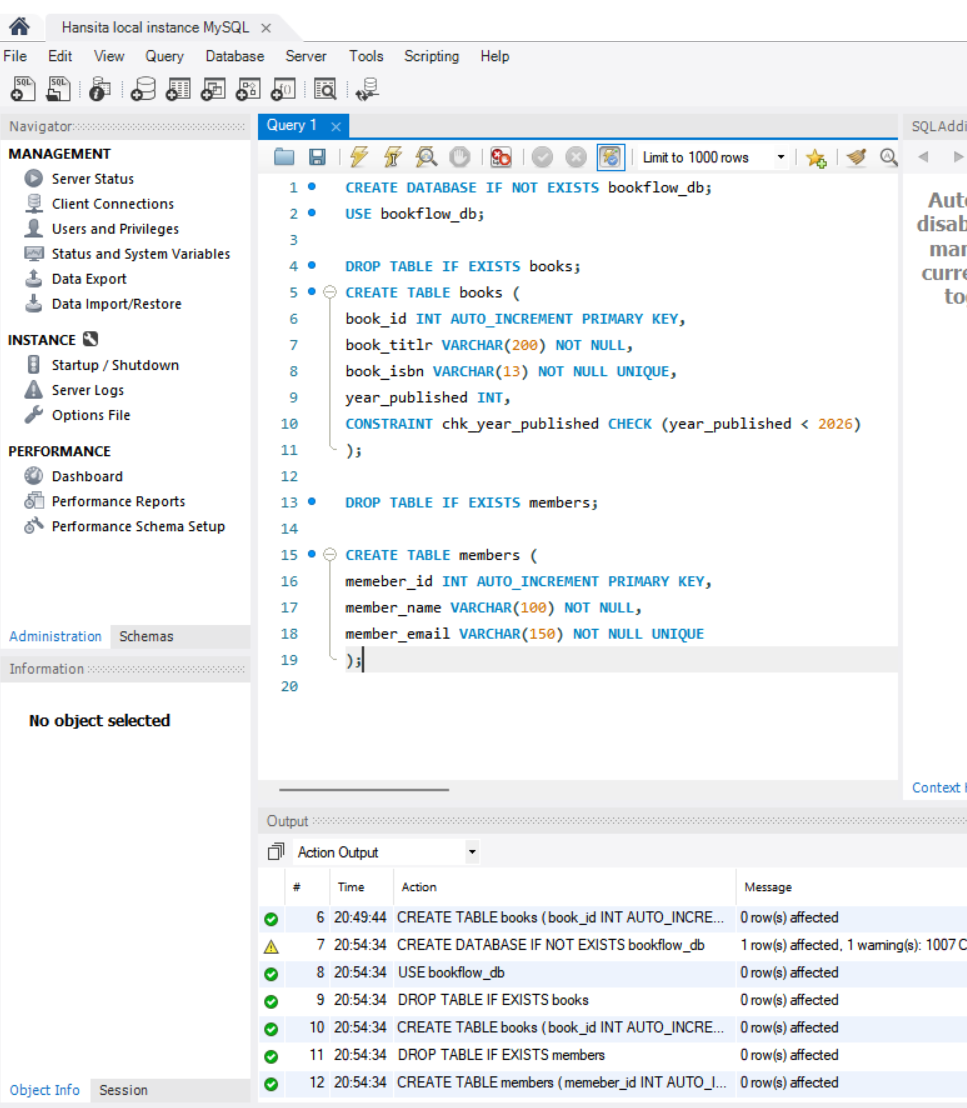 Hansita local instance MySQL ×
File Edit View Query Database Server Tools Scripting Help
Navigator
MANAGEMENT
Server Status
Client Connections
Users and Privileges
Status and System Variables
Data Export
Data Import/Restore
INSTANCE
Startup / Shutdown
Server Logs
Options File
PERFORMANCE
Dashboard
Performance Reports
Performance Schema Setup
Administration Schemas
Information
No object selected
Object Info Session
Query 1 ×
Limit to 1000 rows
1 CREATE DATABASE IF NOT EXISTS bookflow_db;
2 USE bookflow_db;
3
4 DROP TABLE IF EXISTS books;
5 CREATE TABLE books (
6 book_id INT AUTO_INCREMENT PRIMARY KEY,
7 book_titlr VARCHAR(200) NOT NULL,
8 book_isbn VARCHAR(13) NOT NULL UNIQUE,
9 year_published INT,
10 CONSTRAINT chk_year_published CHECK (year_published < 2026)
11 );
12
13 DROP TABLE IF EXISTS members;
14
15 CREATE TABLE members (
16 memeber_id INT AUTO_INCREMENT PRIMARY KEY,
17 member_name VARCHAR(100) NOT NULL,
18 member_email VARCHAR(150) NOT NULL UNIQUE
19 );
20
Output
Action Output
# Time Action Message
6 20:49:44 CREATE TABLE books ( book_id INT AUTO_INCRE... 0 row(s) affected
7 20:54:34 CREATE DATABASE IF NOT EXISTS bookflow_db 1 row(s) affected, 1 warning(s): 1007 C
8 20:54:34 USE bookflow_db 0 row(s) affected
9 20:54:34 DROP TABLE IF EXISTS books 0 row(s) affected
10 20:54:34 CREATE TABLE books ( book_id INT AUTO_INCRE... 0 row(s) affected
11 20:54:34 DROP TABLE IF EXISTS members 0 row(s) affected
12 20:54:34 CREATE TABLE members ( memeber_id INT AUTO_I... 0 row(s) affected
SQLAddi
Auto
disab
man
curre
too
Context